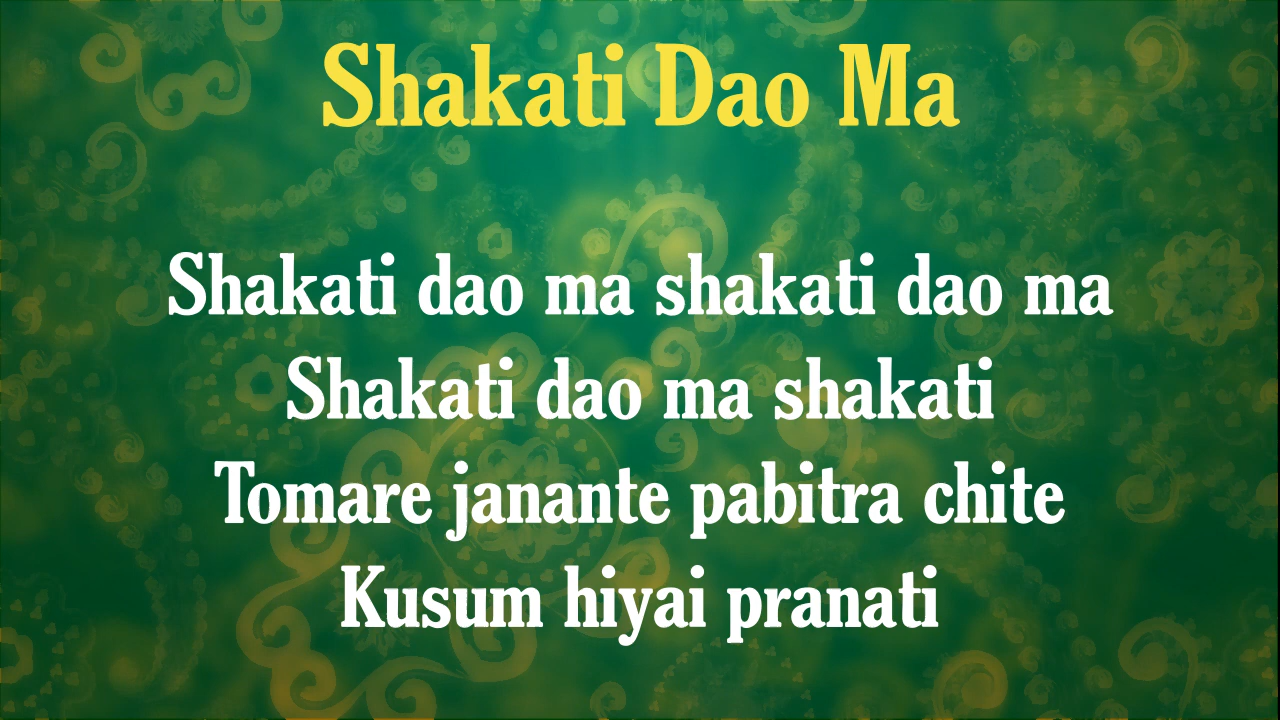 Shakati Dao Ma
Shakati dao ma shakati dao ma
Shakati dao ma shakati
Tomare janante pabitra chite
Kusum hiyai pranati